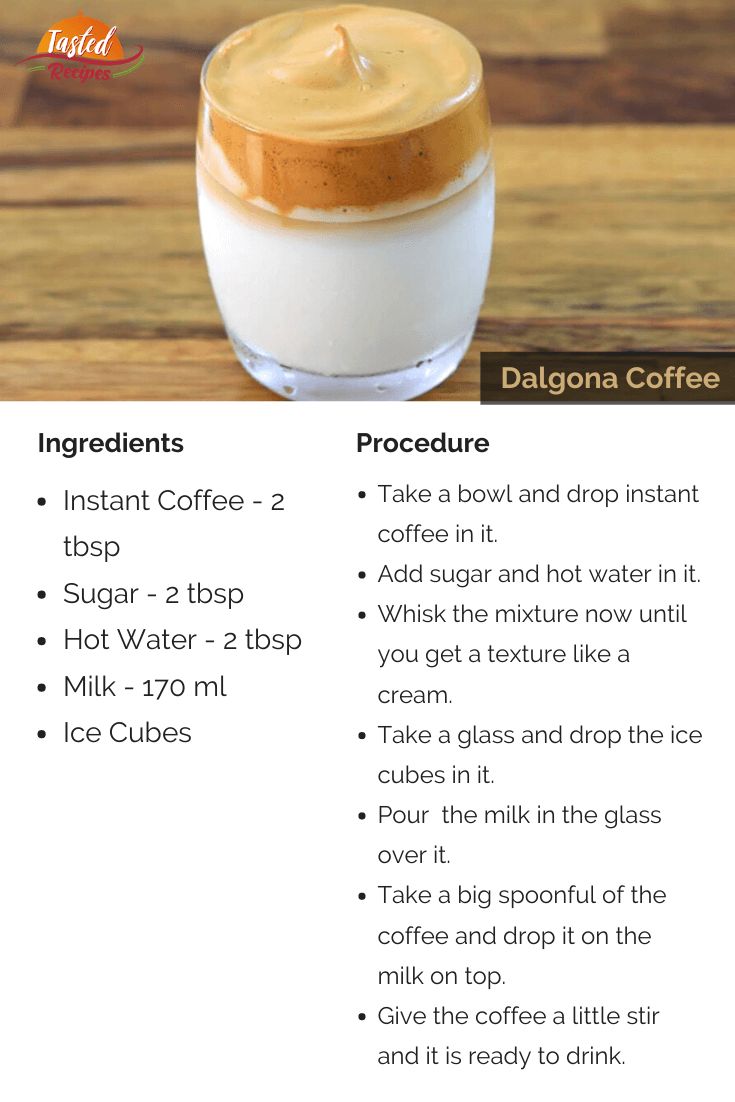 Tasted
Recipes
Dalgona Coffee
Ingredients
• Instant Coffee - 2
tbsp
• Sugar - 2 tbsp
• Hot Water - 2 tbsp
• Milk - 170 ml
• Ice Cubes
Procedure
• Take a bowl and drop instant
coffee in it.
• Add sugar and hot water in it.
• Whisk the mixture now until
you get a texture like a
cream.
• Take a glass and drop the ice
cubes in it.
• Pour  the milk in the glass
over it.
• Take a big spoonful of the
coffee and drop it on the
milk on top.
• Give the coffee a little stir
and it is ready to drink.